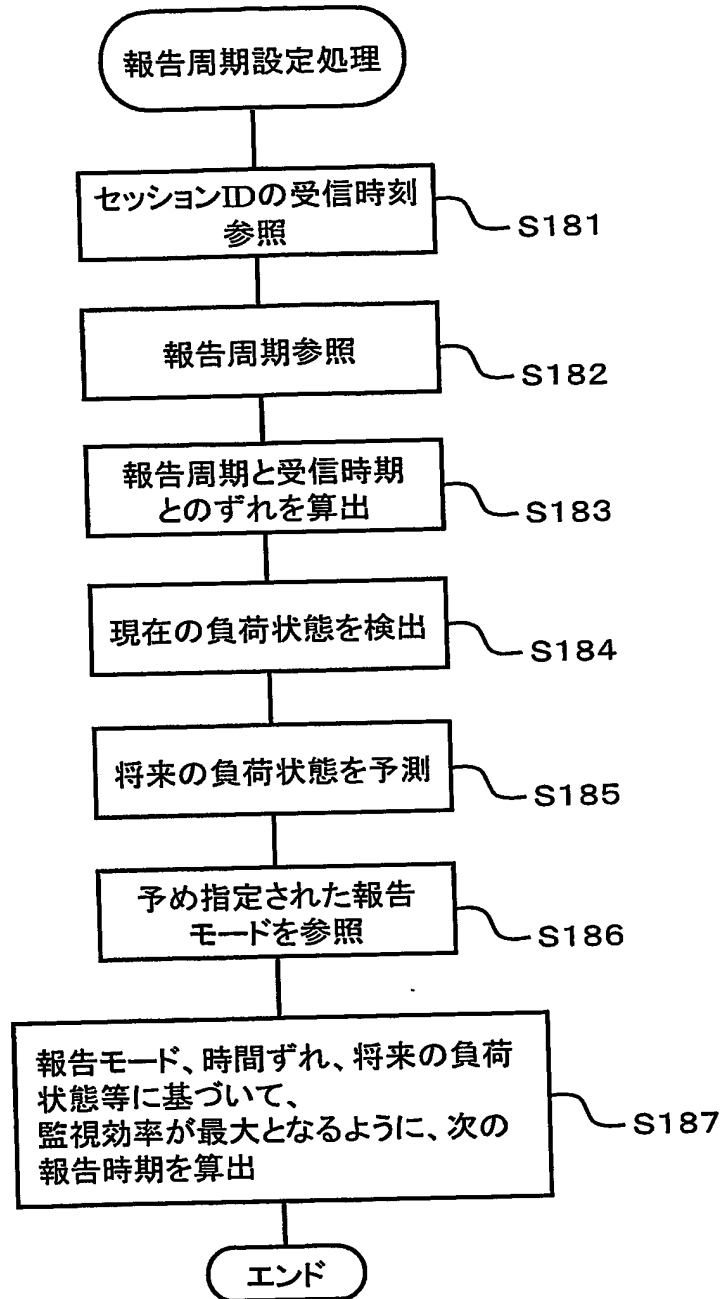 報告周期設定処理
セッションIDの受信時刻
参照
S181
報告周期参照
S182
報告周期と受信時期
とのずれを算出
S183
現在の負荷状態を検出
S184
将来の負荷状態を予測
S185
予め指定された報告
モードを参照
S186
報告モード、時間ずれ、将来の負荷
状態等に基づいて、
監視効率が最大となるように、次の
報告時期を算出
S187
エンド